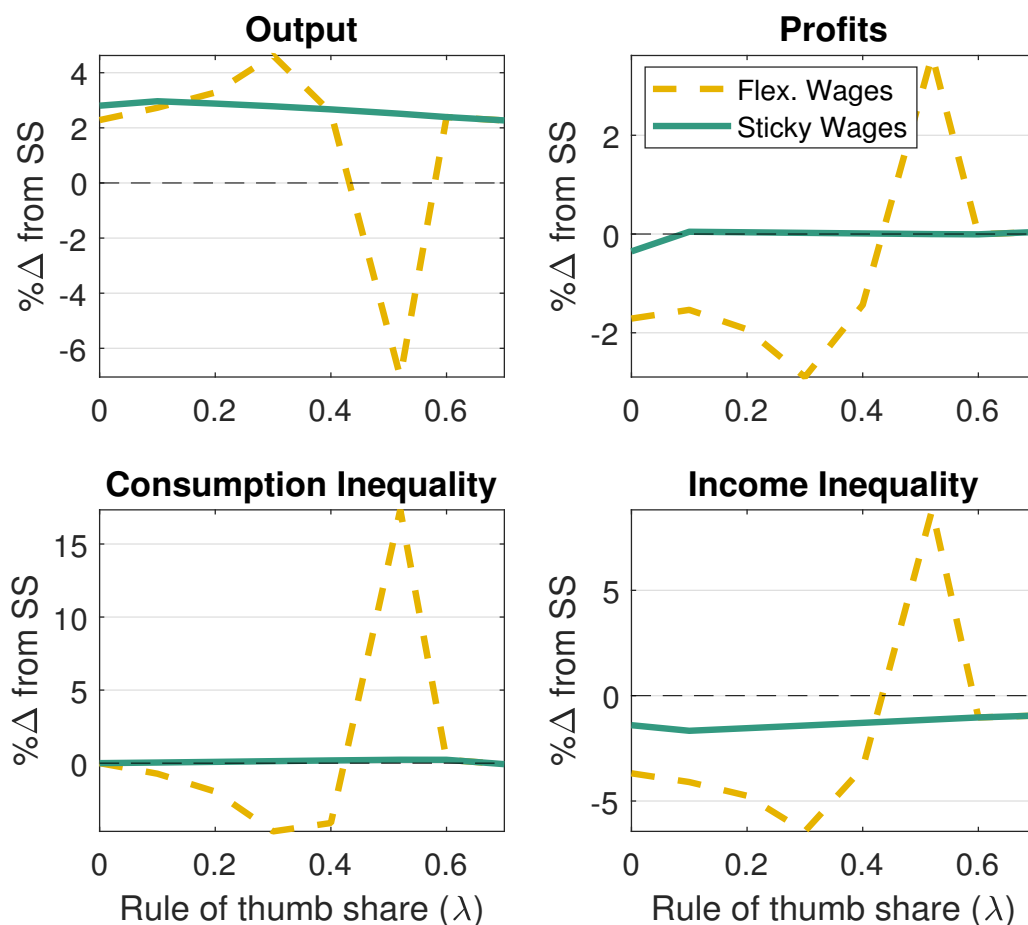 Output
%Δ from SS
4
2
0
-2
-4
-6
0 0.2 0.4 0.6
Profits
%Δ from SS
Flex. Wages
Sticky Wages
2
0
-2
0 0.2 0.4 0.6
Consumption Inequality
%Δ from SS
15
10
5
0
0 0.2 0.4 0.6
Rule of thumb share (λ)
Income Inequality
%Δ from SS
5
0
-5
0 0.2 0.4 0.6
Rule of thumb share (λ)